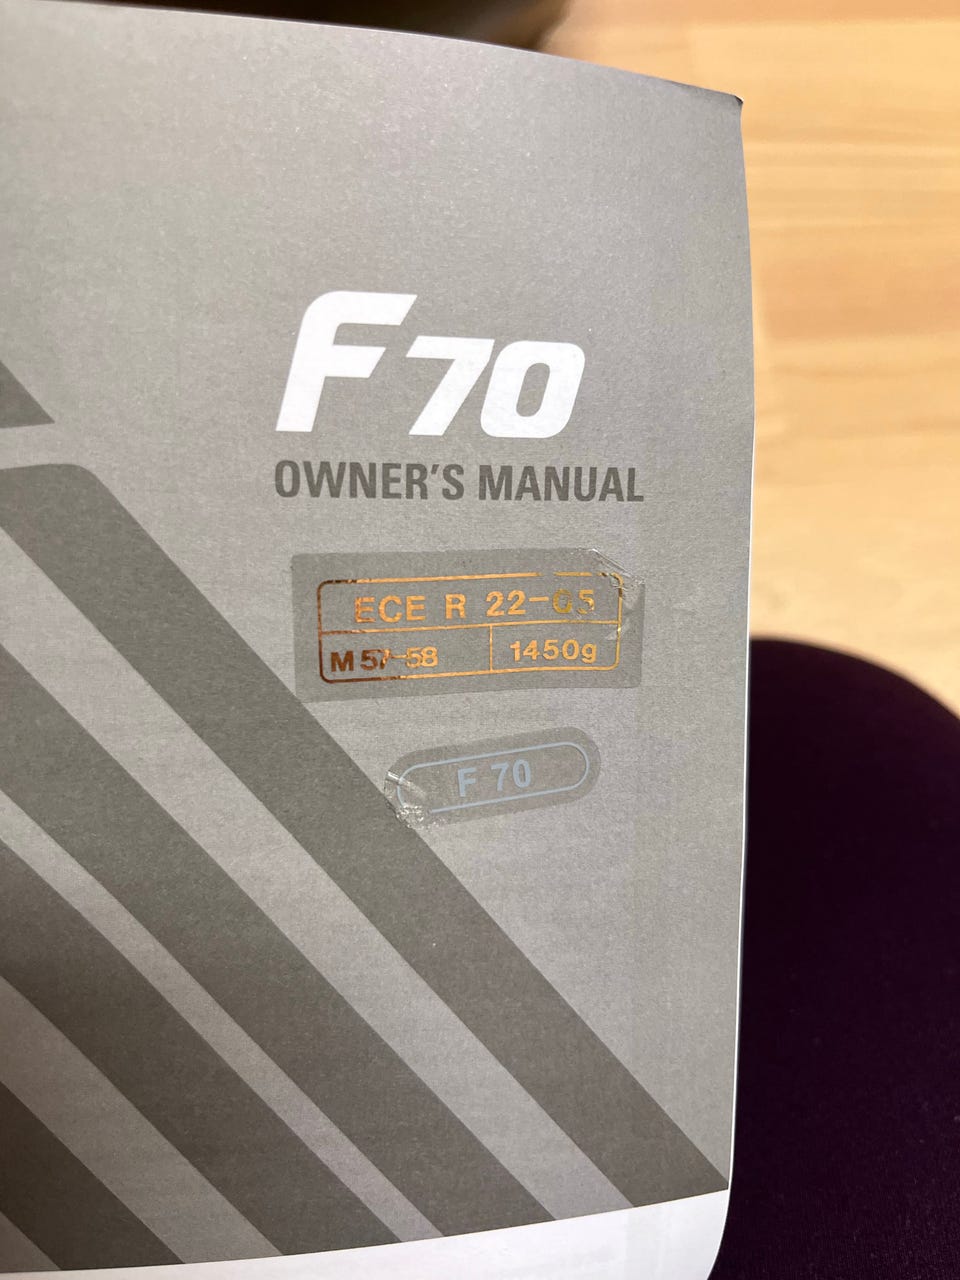 F70
OWNER'S MANUAL
ECE R 22-05
M 57-58 1450g
F 70